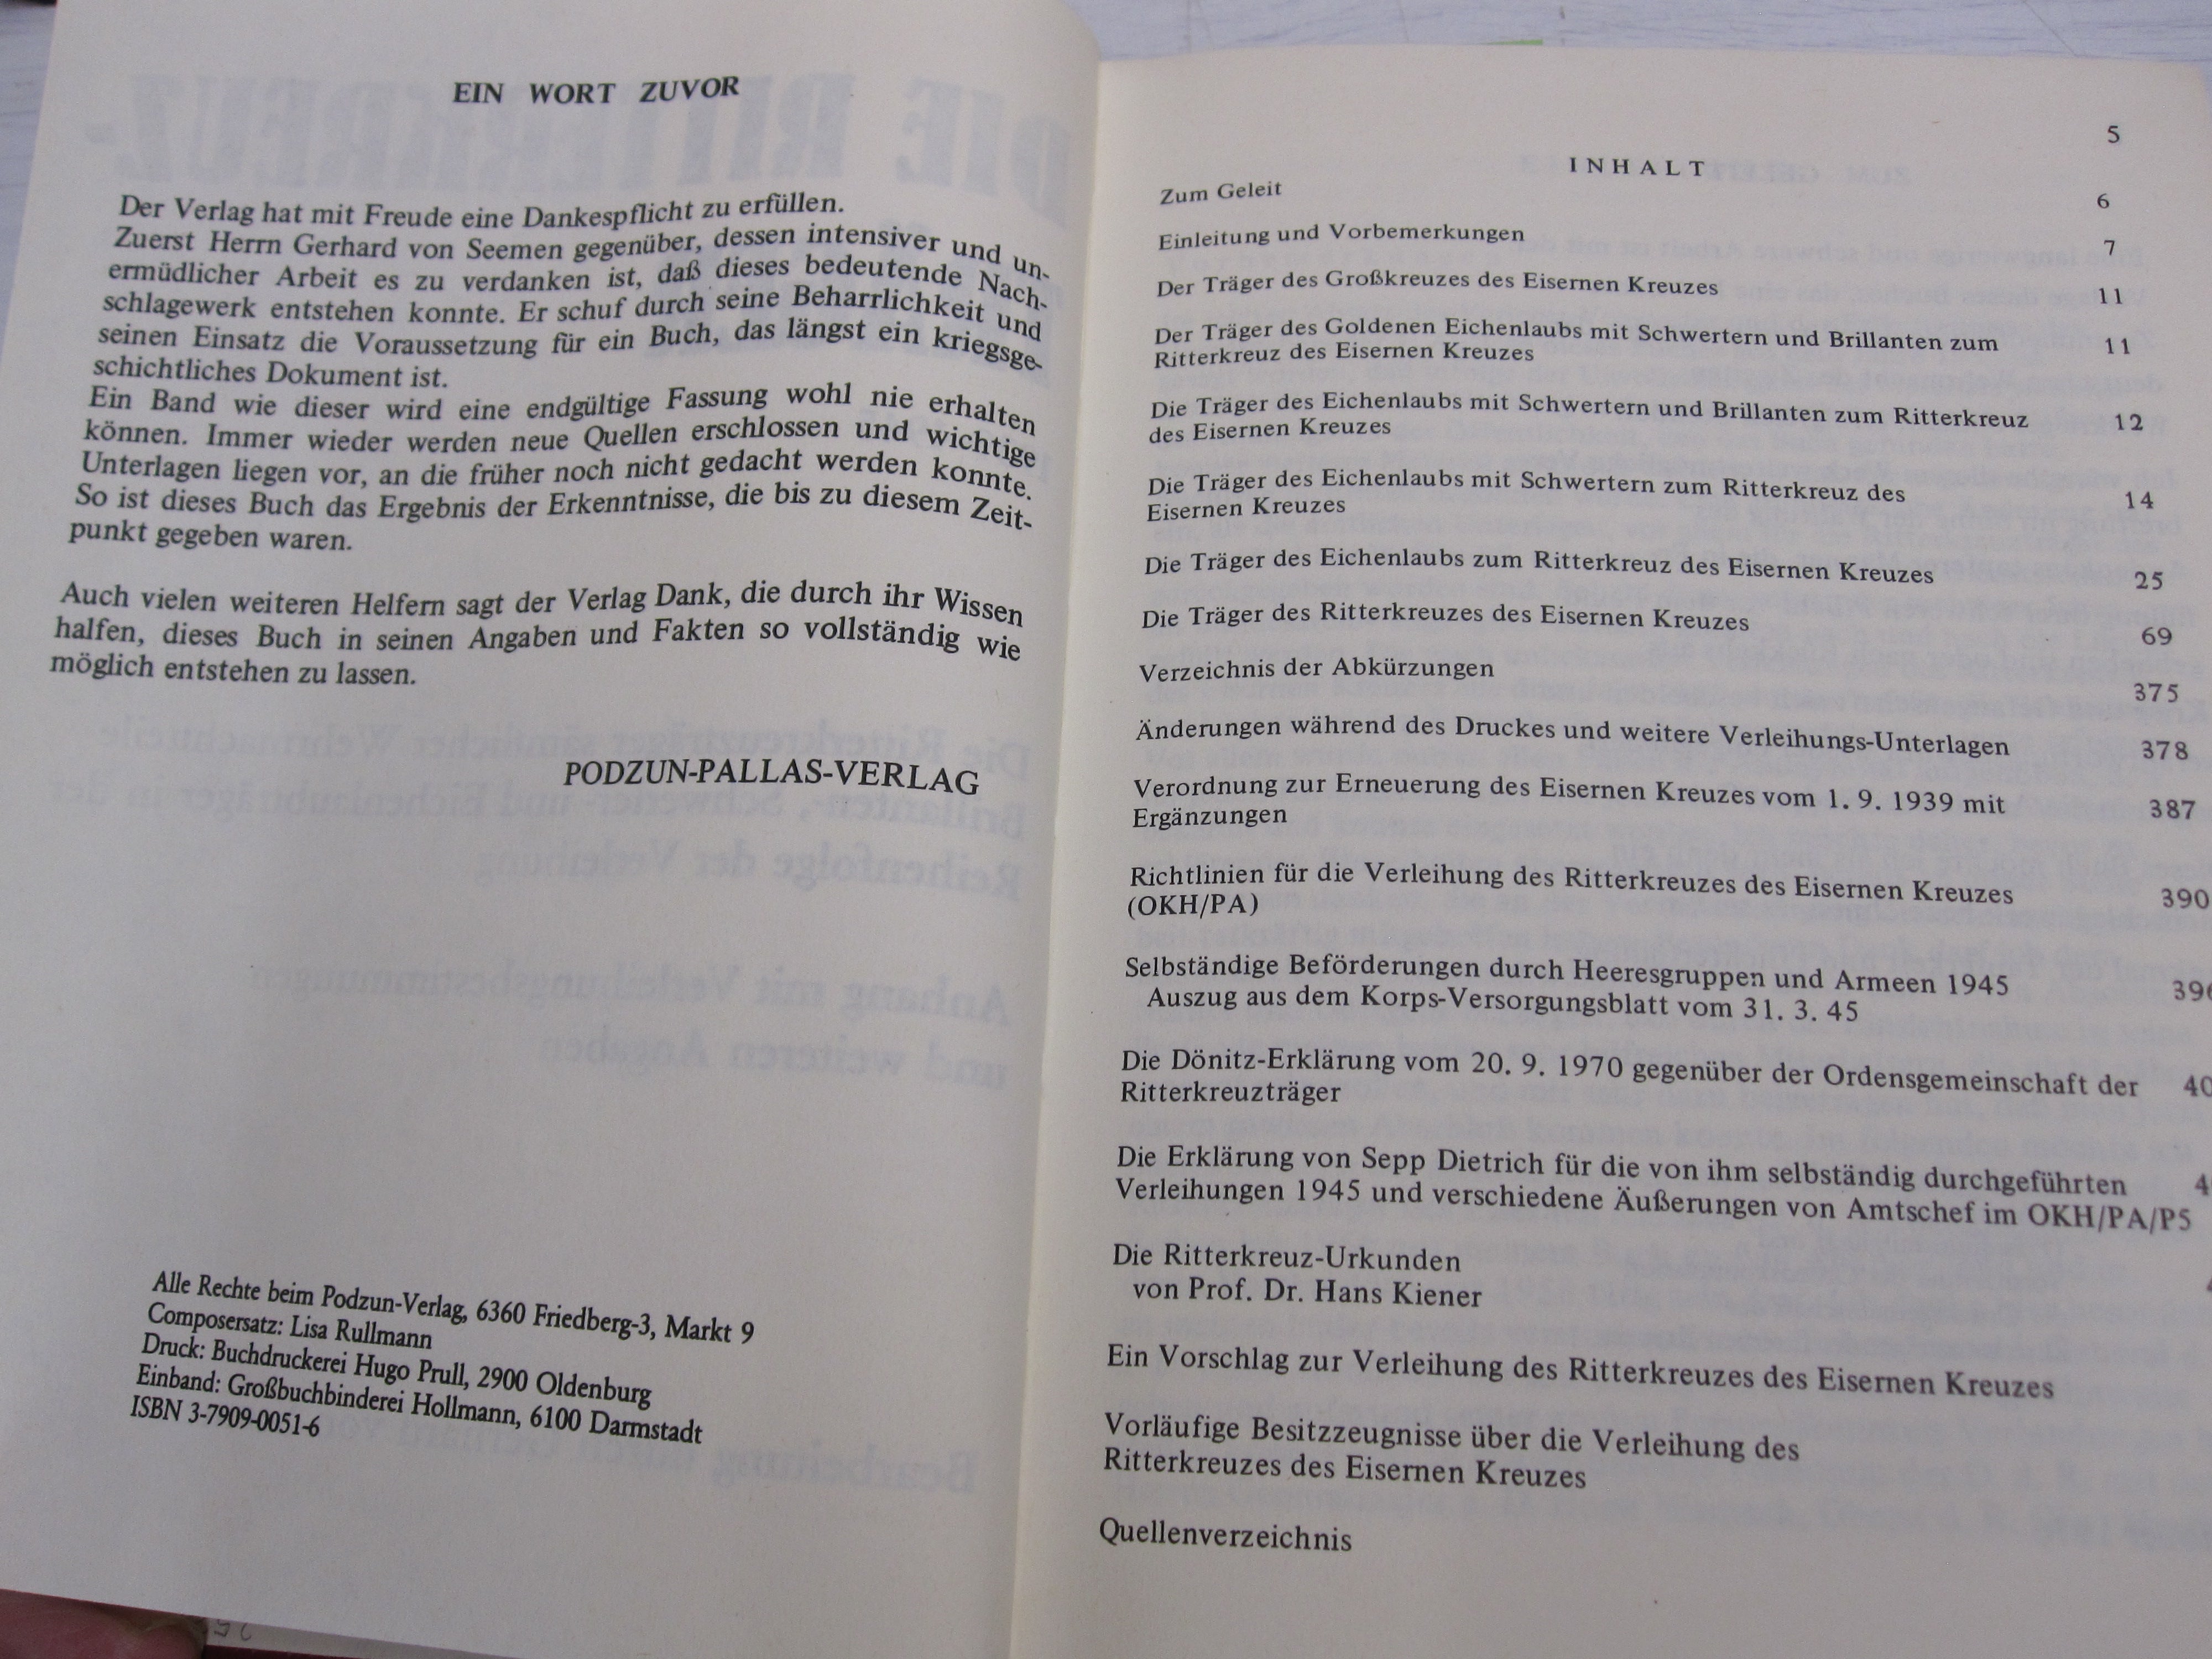 EIN WORT ZUVOR
Der Verlag hat mit Freude eine Dankespflicht zu erfüllen.
Zuerst Herrn Gerhard von Seemen gegenüber, dessen intensiver und un-
ermüdlicher Arbeit es zu verdanken ist, daß dieses bedeutende Nach-
schlagewerk entstehen konnte. Er schuf durch seine Beharrlichkeit und
seinen Einsatz die Voraussetzung für ein Buch, das längst ein kriegsge-
schichtliches Dokument ist.
Ein Band wie dieser wird eine endgültige Fassung wohl nie erhalten
können. Immer wieder werden neue Quellen erschlossen und wichtige
Unterlagen liegen vor, an die früher noch nicht gedacht werden konnte.
So ist dieses Buch das Ergebnis der Erkenntnisse, die bis zu diesem Zeit-
punkt gegeben waren.
Auch vielen weiteren Helfern sagt der Verlag Dank, die durch ihr Wissen
halfen, dieses Buch in seinen Angaben und Fakten so vollständig wie
möglich entstehen zu lassen.
PODZUN-PALLAS-VERLAG
Alle Rechte beim Podzun-Verlag, 6360 Friedberg-3, Markt 9
Composersatz: Lisa Rullmann
Druck: Buchdruckerei Hugo Prull, 2900 Oldenburg
Einband: Großbuchbinderei Hollmann, 6100 Darmstadt
ISBN 3-7909-0051-6
INHALT
Zum Geleit 5
Einleitung und Vorbemerkungen 6
Der Träger des Großkreuzes des Eisernen Kreuzes 7
Der Träger des Goldenen Eichenlaubs mit Schwertern und Brillanten zum 11
Ritterkreuz des Eisernen Kreuzes 11
Die Träger des Eichenlaubs mit Schwertern und Brillanten zum Ritterkreuz 12
des Eisernen Kreuzes
Die Träger des Eichenlaubs mit Schwertern zum Ritterkreuz des 14
Eisernen Kreuzes
Die Träger des Eichenlaubs zum Ritterkreuz des Eisernen Kreuzes 25
Die Träger des Ritterkreuzes des Eisernen Kreuzes 69
Verzeichnis der Abkürzungen 375
Änderungen während des Druckes und weitere Verleihungs-Unterlagen 378
Verordnung zur Erneuerung des Eisernen Kreuzes vom 1. 9. 1939 mit 387
Ergänzungen
Richtlinien für die Verleihung des Ritterkreuzes des Eisernen Kreuzes 390
(OKH/PA)
Selbständige Beförderungen durch Heeresgruppen und Armeen 1945 396
Auszug aus dem Korps-Versorgungsblatt vom 31. 3. 45
Die Dönitz-Erklärung vom 20. 9. 1970 gegenüber der Ordensgemeinschaft der
Ritterkreuzträger
Die Erklärung von Sepp Dietrich für die von ihm selbständig durchgeführten
Verleihungen 1945 und verschiedene Äußerungen von Amtschef im OKH/PA/P5
Die Ritterkreuz-Urkunden
von Prof. Dr. Hans Kiener
Ein Vorschlag zur Verleihung des Ritterkreuzes des Eisernen Kreuzes
Vorläufige Besitzzeugnisse über die Verleihung des
Ritterkreuzes des Eisernen Kreuzes
Quellenverzeichnis